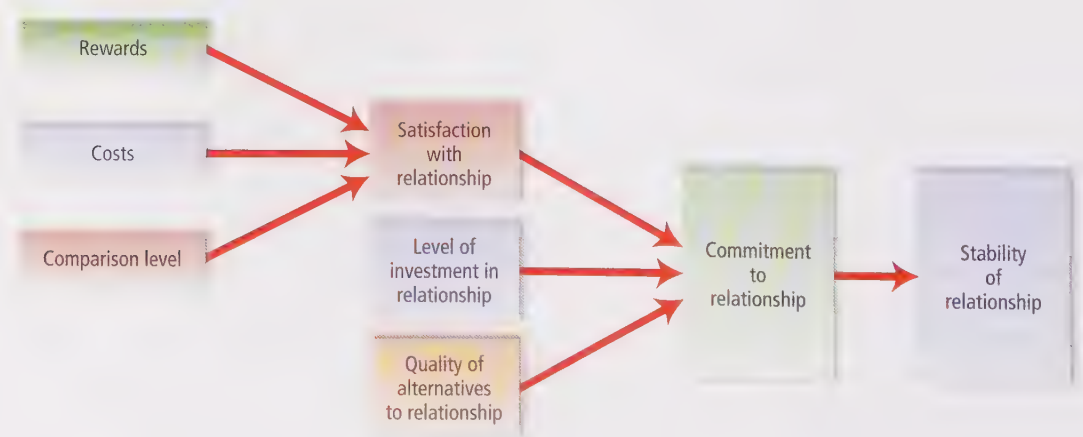 Rewards
Costs
Comparison level
Satisfaction
with
relationship
Level of
investment in
relationship
Quality of
alternatives
to relationship
Commitment
to
relationship
Stability
of
relationship